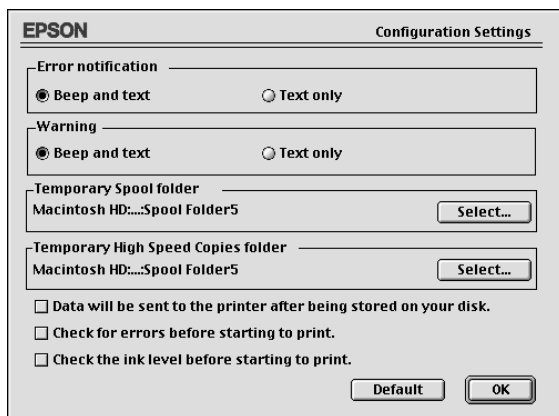 EPSON Configuration Settings
Error notification
Beep and text Text only
Warning
Beep and text Text only
Temporary Spool folder
Macintosh HD:...:Spool Folder5 Select...
Temporary High Speed Copies folder
Macintosh HD:...:Spool Folder5 Select...
Data will be sent to the printer after being stored on your disk.
Check for errors before starting to print.
Check the ink level before starting to print.
Default OK